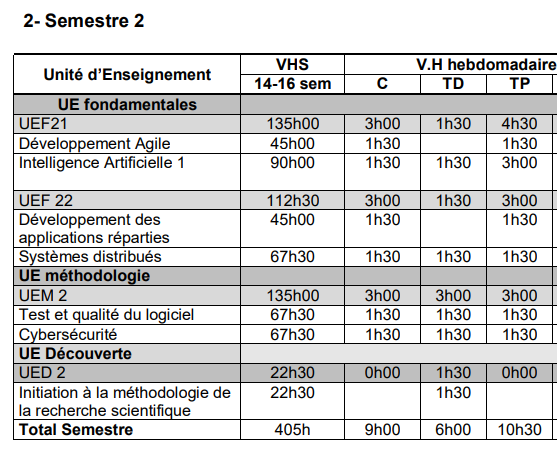 2- Semestre 2
Unité d'Enseignement VHS V.H hebdomadaire
14-16 sem C TD TP
UE fondamentales
UEF21 135h00 3h00 1h30 4h30
Développement Agile 45h00 1h30 1h30
Intelligence Artificielle 1 90h00 1h30 1h30 3h00
UEF 22 112h30 3h00 1h30 3h00
Développement des
applications réparties 45h00 1h30 1h30
Systèmes distribués 67h30 1h30 1h30 1h30
UE méthodologie
UEM 2 135h00 3h00 3h00 3h00
Test et qualité du logiciel 67h30 1h30 1h30 1h30
Cybersécurité 67h30 1h30 1h30 1h30
UE Découverte
UED 2 22h30 0h00 1h30 0h00
Initiation à la méthodologie de 22h30 1h30
la recherche scientifique
Total Semestre 405h 9h00 6h00 10h30